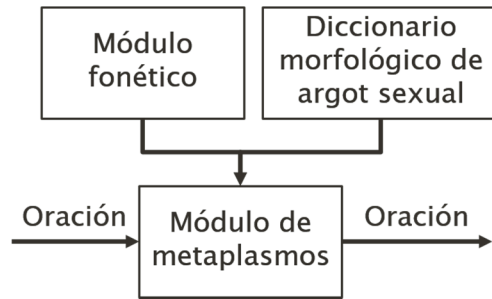 Módulo
fonético
Diccionario
morfológico de
argot sexual
Oración
Módulo de
metaplasmos
Oración